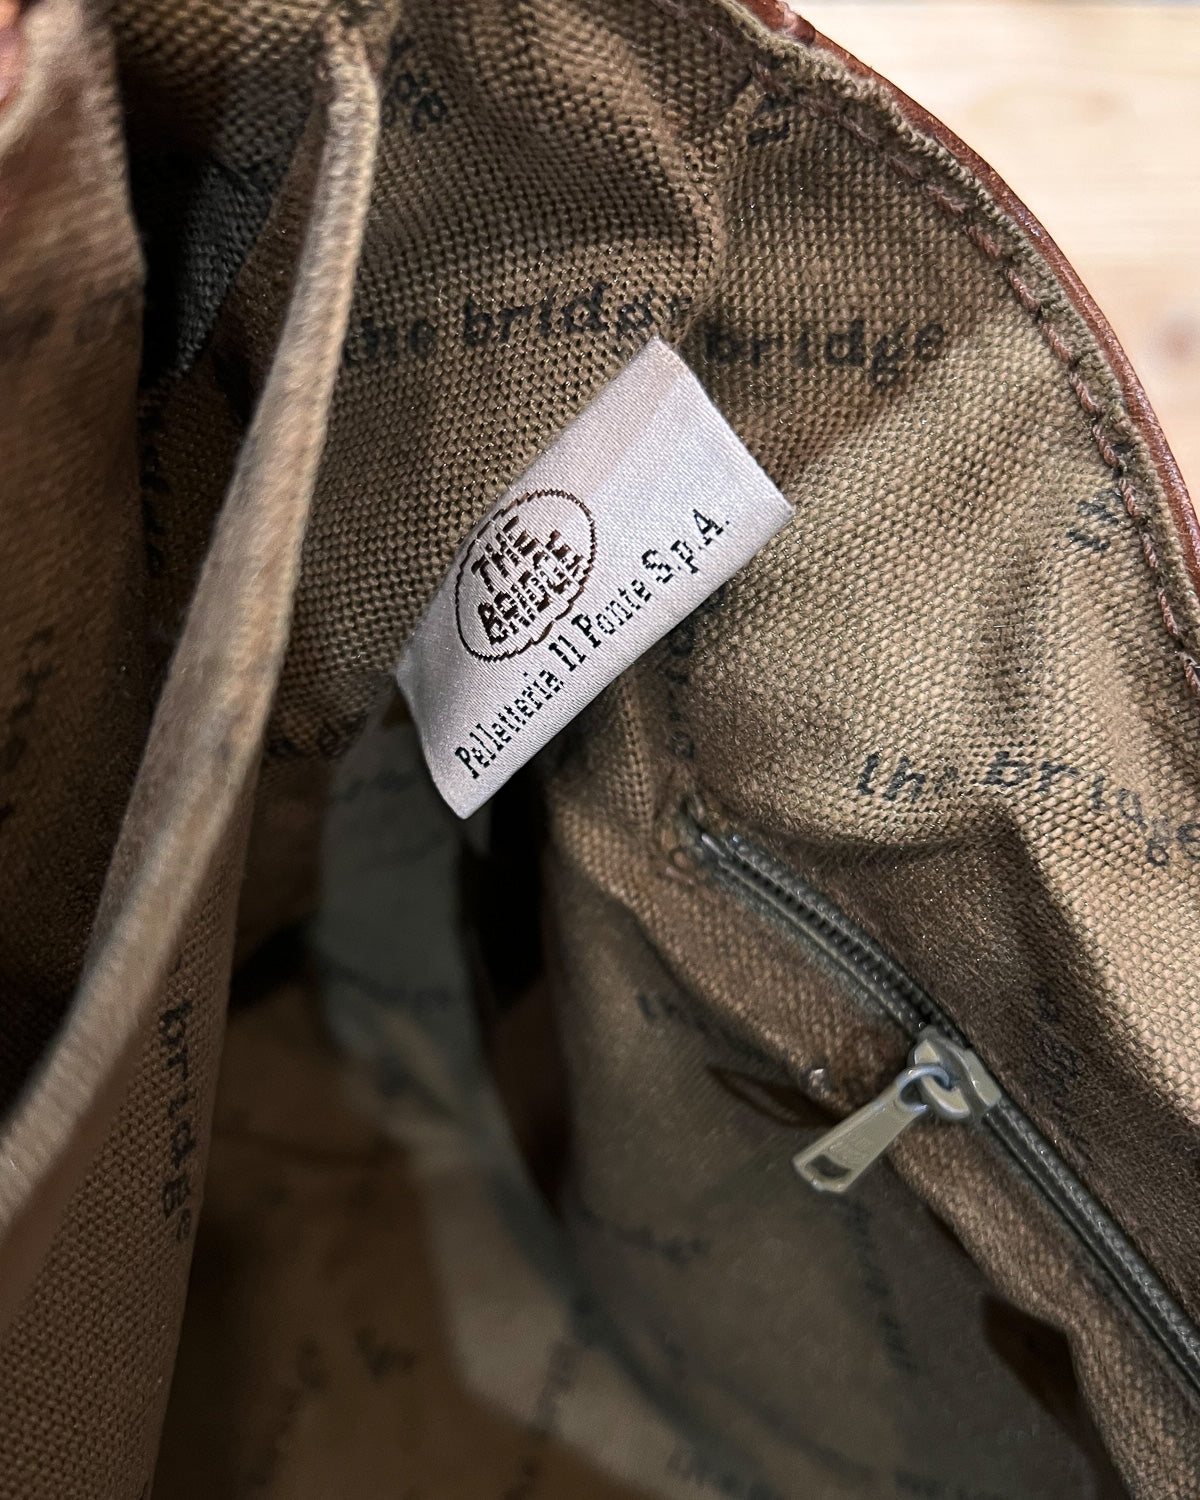 the bridge
bridge
THE
BRIDGE
Pelletteria Il Ponte S.p.A.
the bridge
bridge